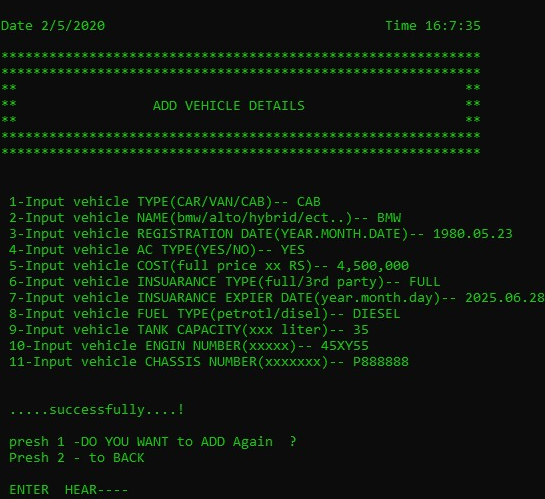 Date 2/5/2020 Time 16:7:35
************************************************************
************************************************************
** **
** ADD VEHICLE DETAILS **
** **
************************************************************
************************************************************
1-Input vehicle TYPE(CAR/VAN/CAB)-- CAB
2-Input vehicle NAME(bmw/alto/hybrid/ect..)-- BMW
3-Input vehicle REGISTRATION DATE(YEAR.MONTH.DATE)-- 1980.05.23
4-Input vehicle AC TYPE(YES/NO)-- YES
5-Input vehicle COST(full price xx RS)-- 4,500,000
6-Input vehicle INSUARANCE TYPE(full/3rd party)-- FULL
7-Input vehicle INSUARANCE EXPIER DATE(year.month.day)-- 2025.06.28
8-Input vehicle FUEL TYPE(petrotl/disel)-- DIESEL
9-Input vehicle TANK CAPACITY(xxx liter)-- 35
10-Input vehicle ENGIN NUMBER(xxxxx)-- 45XY55
11-Input vehicle CHASSIS NUMBER(xxxxxxx)-- P888888
.....successfully....!
presh 1 -DO YOU WANT to ADD Again ?
Presh 2 - to BACK
ENTER HEAR----